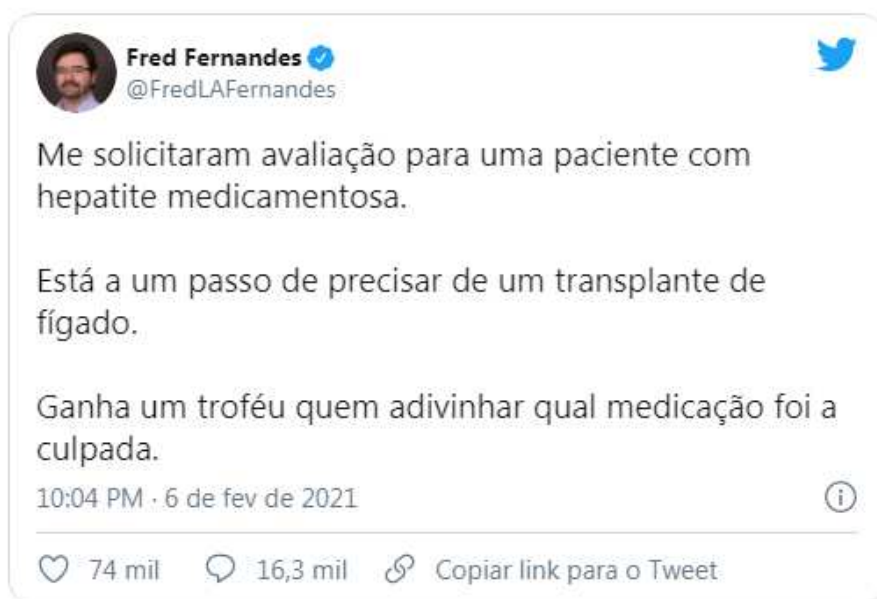 Fred Fernandes
@FredLAFernandes
Me solicitaram avaliação para uma paciente com
hepatite medicamentosa.
Está a um passo de precisar de um transplante de
fígado.
Ganha um troféu quem adivinhar qual medicação foi a
culpada.
10:04 PM · 6 de fev de 2021
74 mil 16,3 mil Copiar link para o Tweet